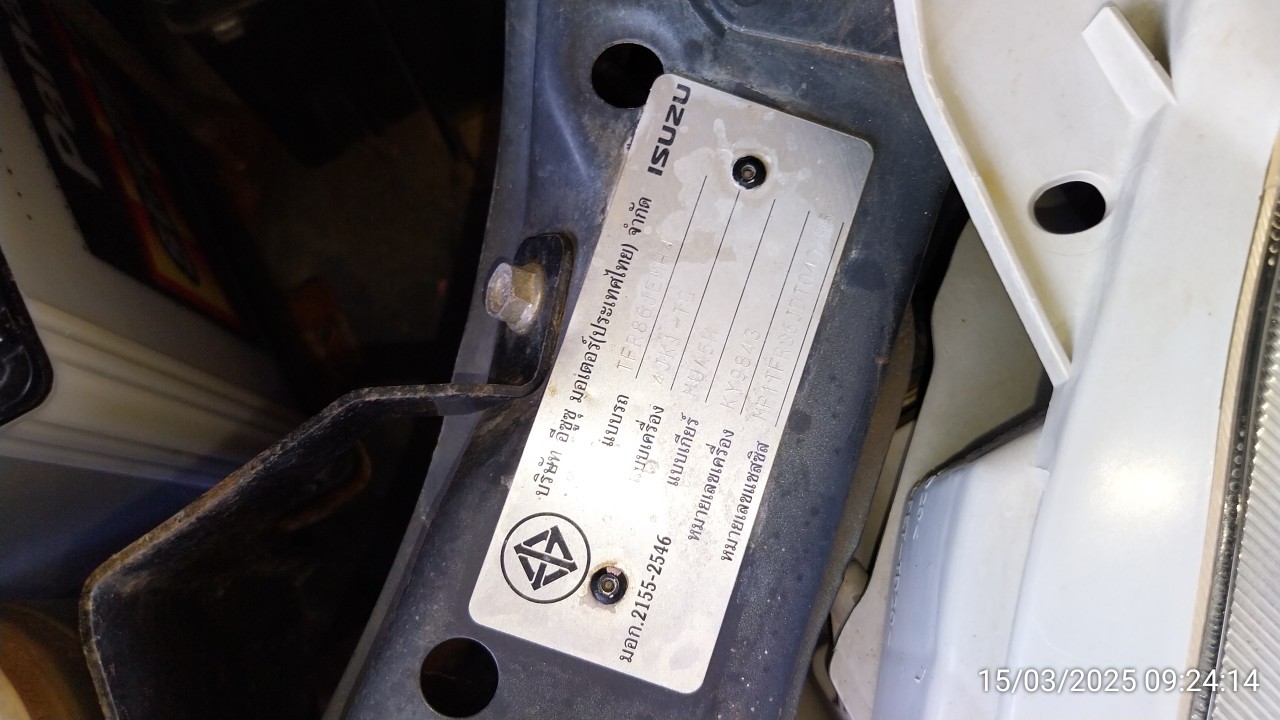 ISUZU
บริษัท อีซูซุ มอเตอร์(ประเทศไทย) จำกัด
แบบรถ
แบบเครื่อง 4JK1-TC
แบบเกียร์ MUA5H
หมายเลขเครื่อง KY9843
หมายเลขแชสซิส
มอก.2155-2546
15/03/2025 09:24:14